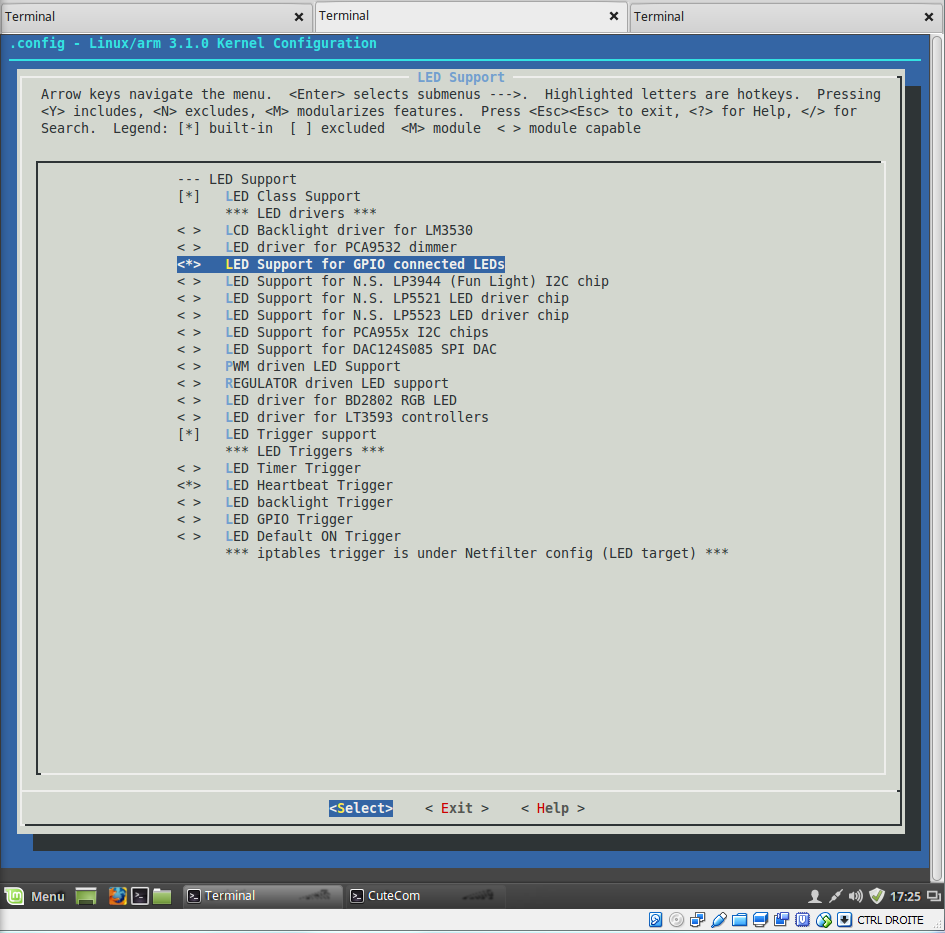 Terminal
Terminal
Terminal
.config - Linux/arm 3.1.0 Kernel Configuration
LED Support
Arrow keys navigate the menu.  <Enter> selects submenus --->.  Highlighted letters are hotkeys.  Pressing
<Y> includes, <N> excludes, <M> modularizes features.  Press <Esc><Esc> to exit, <?> for Help, </> for
Search.  Legend: [*] built-in  [ ] excluded  <M> module  < > module capable
--- LED Support
[*]   LED Class Support
*** LED drivers ***
< >   LCD Backlight driver for LM3530
< >   LED driver for PCA9532 dimmer
<*>   LED Support for GPIO connected LEDs
< >   LED Support for N.S. LP3944 (Fun Light) I2C chip
< >   LED Support for N.S. LP5521 LED driver chip
< >   LED Support for N.S. LP5523 LED driver chip
< >   LED Support for PCA955x I2C chips
< >   LED Support for DAC124S085 SPI DAC
< >   PWM driven LED Support
< >   REGULATOR driven LED support
< >   LED driver for BD2802 RGB LED
< >   LED driver for LT3593 controllers
[*]   LED Trigger support
*** LED Triggers ***
< >   LED Timer Trigger
<*>   LED Heartbeat Trigger
< >   LED backlight Trigger
< >   LED GPIO Trigger
< >   LED Default ON Trigger
*** iptables trigger is under Netfilter config (LED target) ***
<Select>    < Exit >    < Help >
Menu Terminal CuteCom 17:25
CTRL DROITE